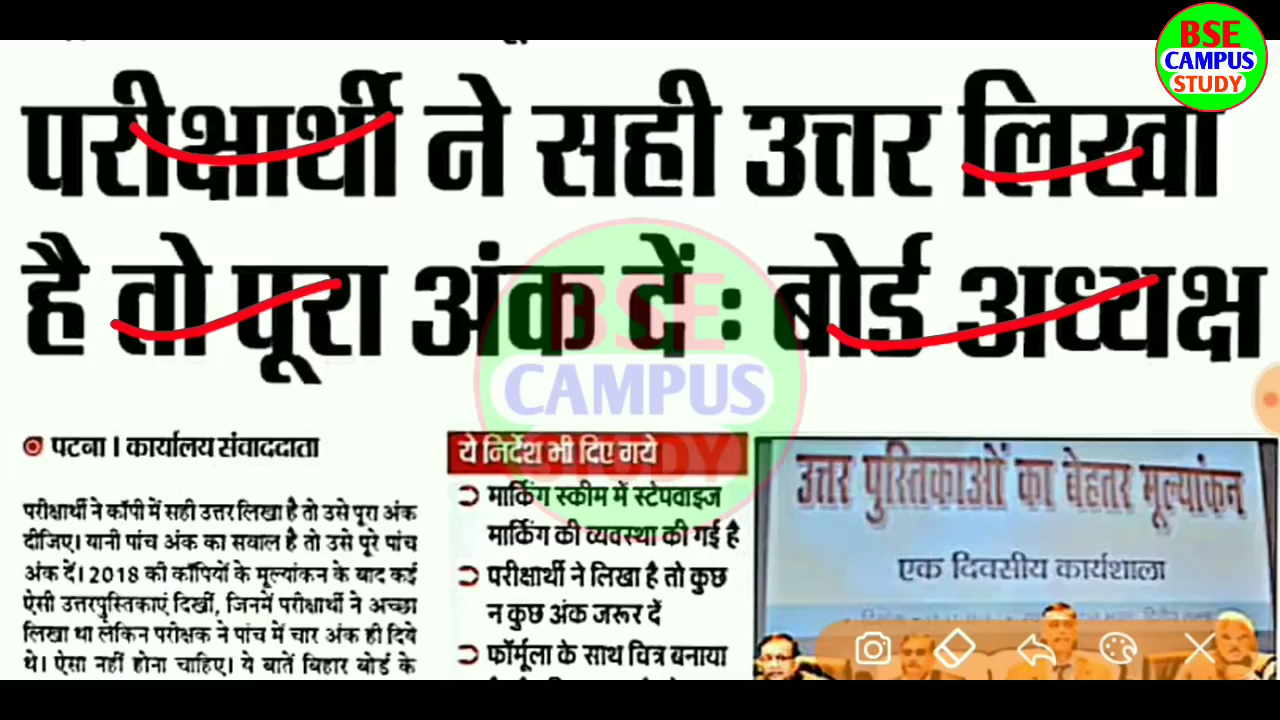 BSE
CAMPUS
STUDY
परीक्षार्थी ने सही उत्तर लिखा
है तो पूरा अंक दें : बोर्ड अध्यक्ष
BSE
CAMPUS
STUDY
पटना । कार्यालय संवाददाता
परीक्षार्थी ने कॉपी में सही उत्तर लिखा है तो उसे पूरा अंक
दीजिए। यानी पांच अंक का सवाल है तो उसे पूरे पांच
अंक दें। 2018 की कॉपियों के मूल्यांकन के बाद कई
ऐसी उत्तरपुस्तिकाएं दिखीं, जिनमें परीक्षार्थी ने अच्छा
लिखा था लेकिन परीक्षक ने पांच में चार अंक ही दिये
थे। ऐसा नहीं होना चाहिए। ये बातें बिहार बोर्ड के
ये निर्देश भी दिए गये
मार्किंग स्कीम में स्टेपवाइज
मार्किंग की व्यवस्था की गई है
परीक्षार्थी ने लिखा है तो कुछ
न कुछ अंक जरूर दें
फॉर्मूला के साथ चित्र बनाया
उत्तर पुस्तिकाओं का बेहतर मूल्यांकन
एक दिवसीय कार्यशाला